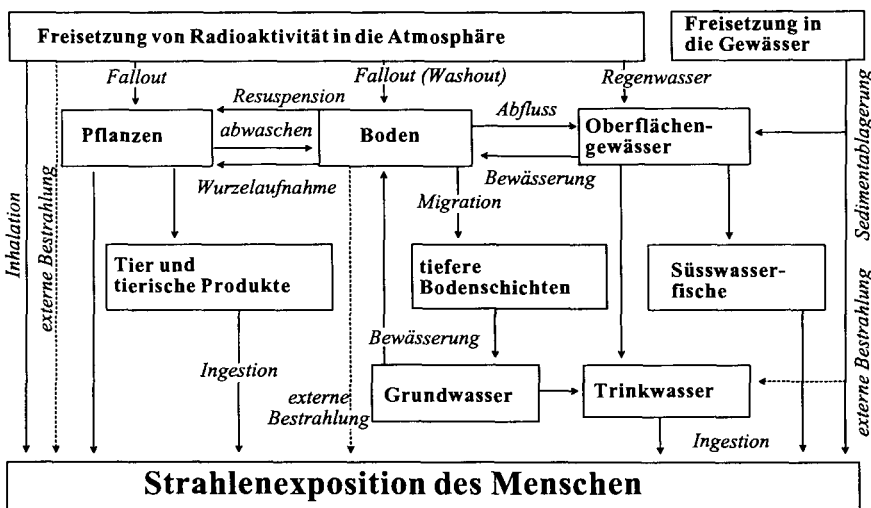 Freisetzung von Radioaktivität in die Atmosphäre
Freisetzung in
die Gewässer
Fallout
Fallout (Washout)
Regenwasser
Resuspension
Pflanzen
abwaschen
Boden
Abfluss
Oberflächen-
gewässer
Wurzelaufnahme
Bewässerung
Migration
Sedimentablagerung
Inhalation
externe Bestrahlung
Tier und
tierische Produkte
tiefere
Bodenschichten
Süsswasser-
fische
externe Bestrahlung
Bewässerung
Ingestion
externe
Bestrahlung
Grundwasser
Trinkwasser
Ingestion
Strahlenexposition des Menschen